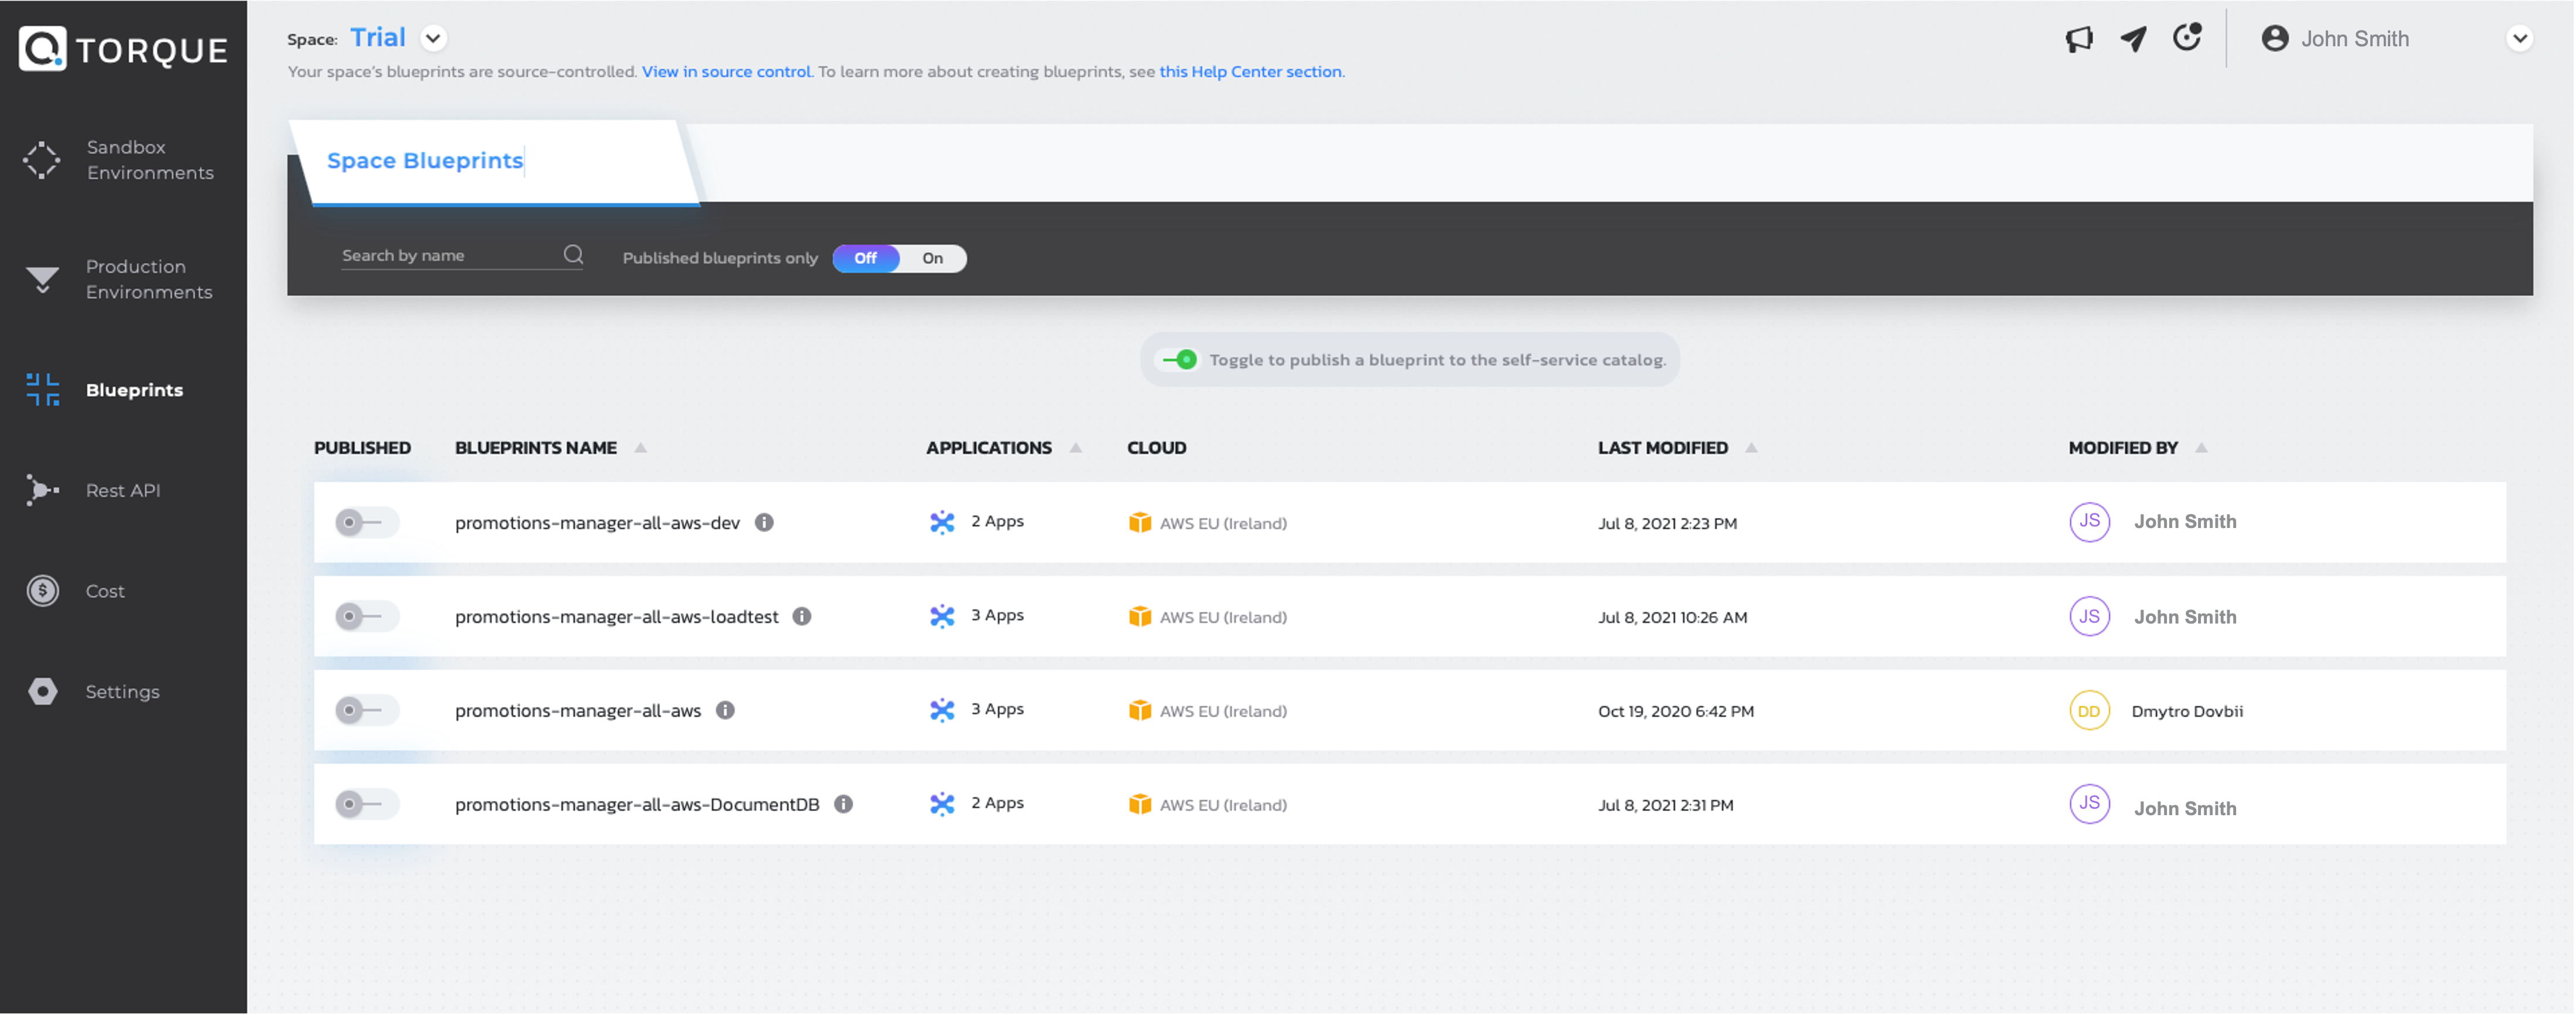 TORQUE
Space: Trial
John Smith
Your space's blueprints are source-controlled. View in source control. To learn more about creating blueprints, see this Help Center section.
Sandbox
Environments
Production
Environments
Blueprints
Rest API
Cost
Settings
Space Blueprints
Search by name
Published blueprints only Off On
Toggle to publish a blueprint to the self-service catalog.
PUBLISHED BLUEPRINTS NAME APPLICATIONS CLOUD LAST MODIFIED MODIFIED BY
promotions-manager-all-aws-dev 2 Apps AWS EU (Ireland) Jul 8, 2021 2:23 PM JS John Smith
promotions-manager-all-aws-loadtest 3 Apps AWS EU (Ireland) Jul 8, 2021 10:26 AM JS John Smith
promotions-manager-all-aws 3 Apps AWS EU (Ireland) Oct 19, 2020 6:42 PM DD Dmytro Dovbii
promotions-manager-all-aws-DocumentDB 2 Apps AWS EU (Ireland) Jul 8, 2021 2:31 PM JS John Smith